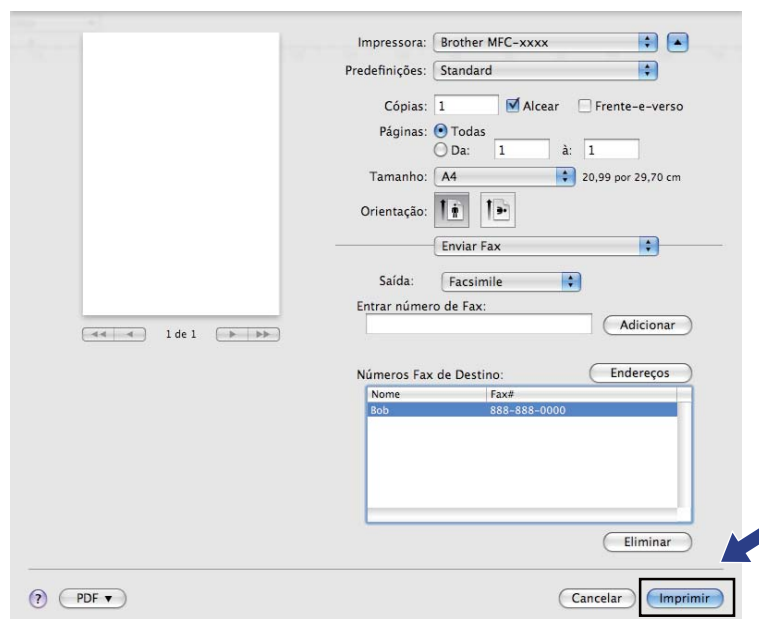 Impressora: Brother MFC-xxxx
Predefinições: Standard
Cópias: 1 Alcear Frente-e-verso
Páginas: Todas
Da: 1 à: 1
Tamanho: A4 20,99 por 29,70 cm
Orientação:
Enviar Fax
Saída: Facsimile
Entrar número de Fax:
Adicionar
1 de 1
Números Fax de Destino: Endereços
Nome Fax#
Bob 888-888-0000
Eliminar
? PDF Cancelar Imprimir